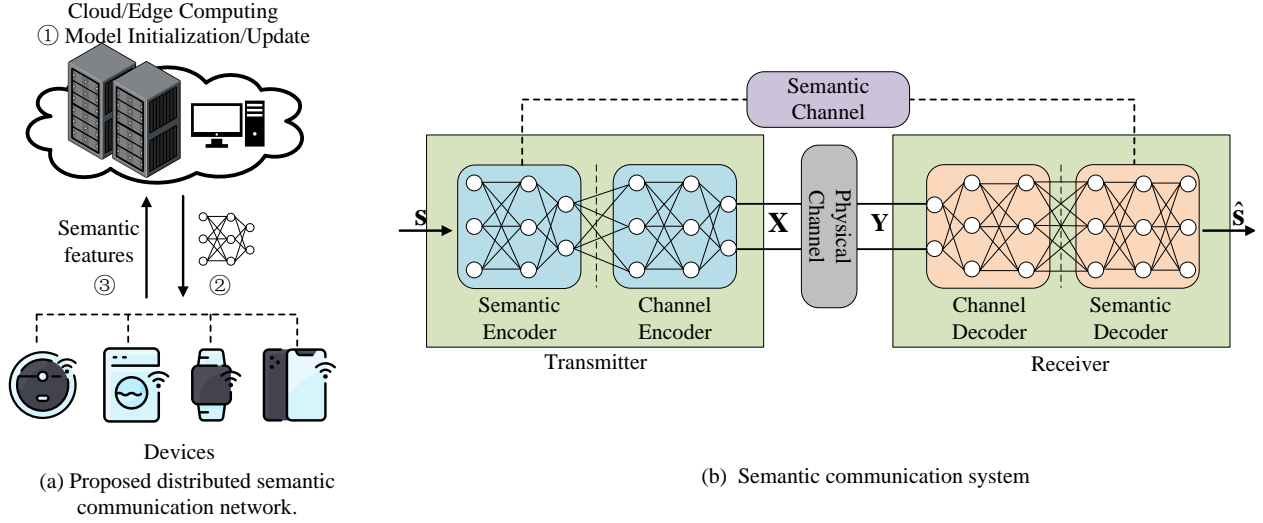 Cloud/Edge Computing
① Model Initialization/Update
Semantic
features
③
②
Devices
(a) Proposed distributed semantic
communication network.
Semantic
Channel
s
Semantic
Encoder
Channel
Encoder
Transmitter
X
Physical
Channel
Y
Channel
Decoder
Semantic
Decoder
Receiver
ŝ
(b) Semantic communication system